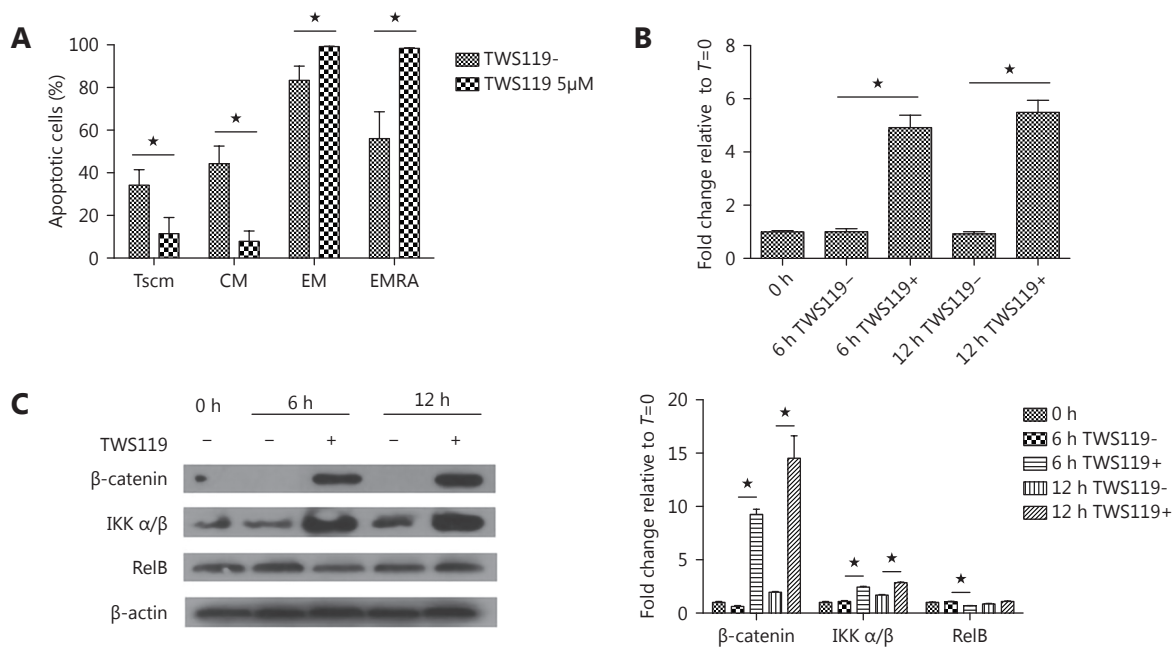 A
Apoptotic cells (%)
100
80
60
40
20
0
★
★
★
★
Tscm
CM
EM
EMRA
TWS119-
TWS119 5μM
B
Fold change relative to T=0
8
6
4
2
0
★
★
0 h
6 h TWS119−
6 h TWS119+
12 h TWS119−
12 h TWS119+
C
0 h
6 h
12 h
TWS119
−
−
+
−
+
β-catenin
IKK α/β
RelB
β-actin
Fold change relative to T=0
20
15
10
5
0
★
★
★
★
★
β-catenin
IKK α/β
RelB
0 h
6 h TWS119-
6 h TWS119+
12 h TWS119-
12 h TWS119+